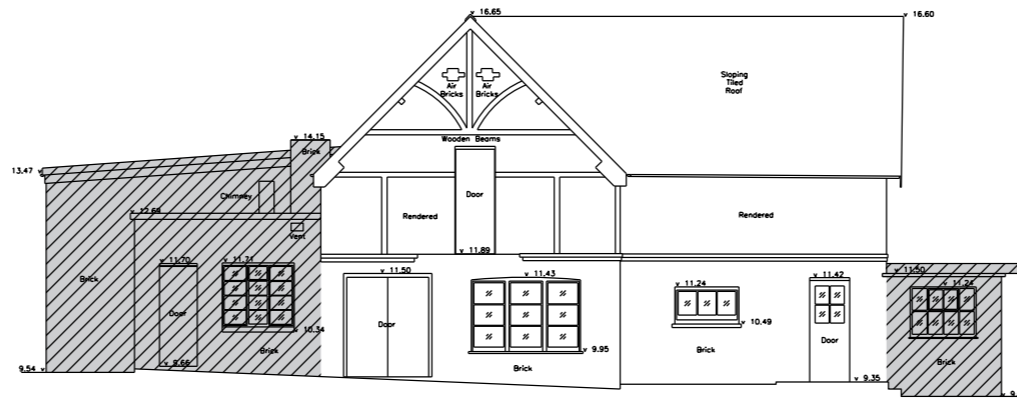 16.65
16.60
Air
Bricks
Air
Bricks
Sloping
Tiled
Roof
14.15
Brick
Wooden Beams
13.47
Chimney
Door
12.69
Rendered
Rendered
Vent
11.89
11.70
11.71
11.50
11.43
11.42
11.50
11.24
11.24
Brick
Door
10.34
Door
10.49
Brick
9.95
Brick
Door
Brick
Brick
9.66
9.54
9.35